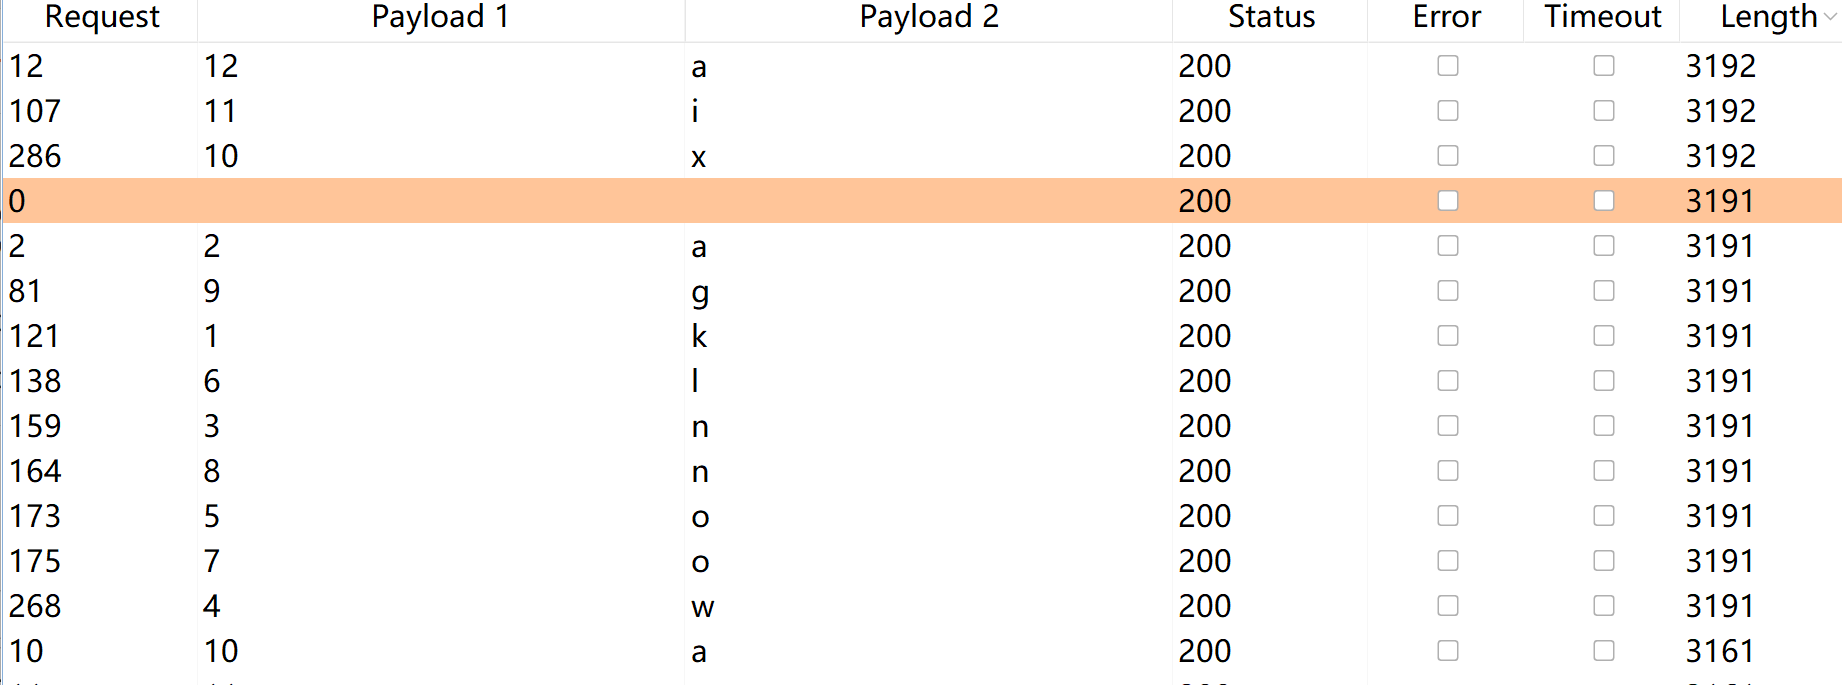 Request Payload 1 Payload 2 Status Error Timeout Length
12 12 a 200 3192
107 11 i 200 3192
286 10 x 200 3192
0 200 3191
2 2 a 200 3191
81 9 g 200 3191
121 1 k 200 3191
138 6 l 200 3191
159 3 n 200 3191
164 8 n 200 3191
173 5 o 200 3191
175 7 o 200 3191
268 4 w 200 3191
10 10 a 200 3161